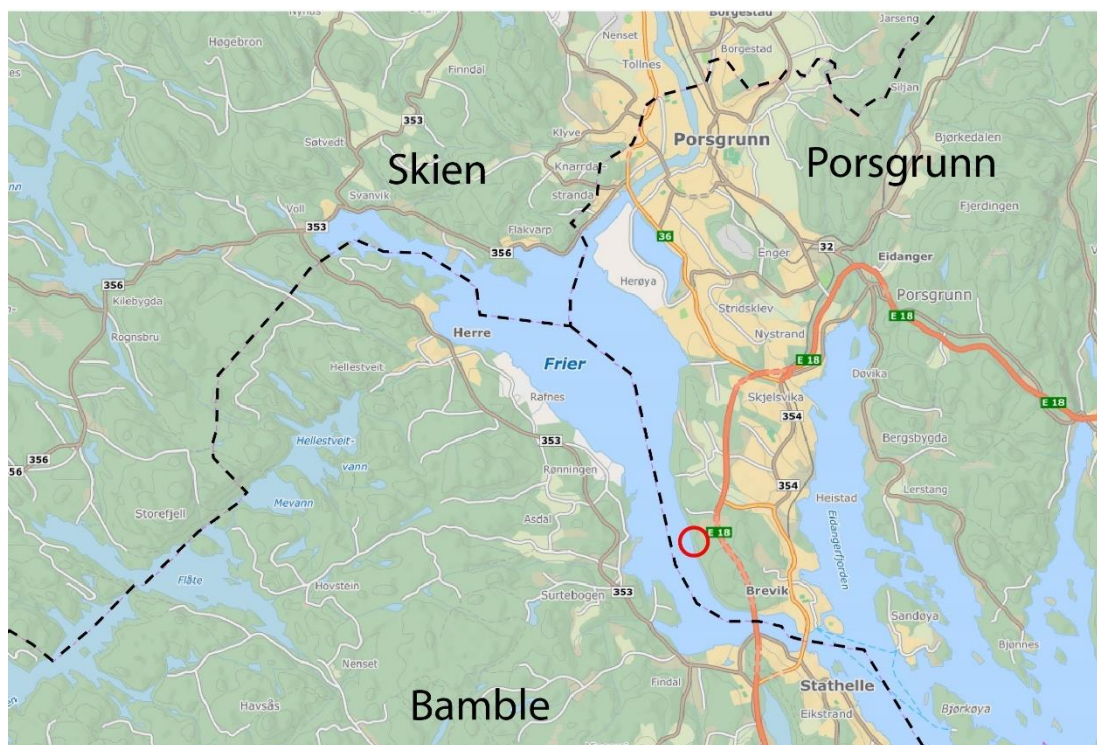 Nylnus
Nenset
Borgestad
Jarseng
Høgebron
Borgestad
Finndal
Tollnes
Siljan
353
Søtvedt
Klyve
Porsgrunn
Bjørkedalen
Skien
Porsgrunn
Knarrdal-
stranda
Svanvik
Fjerdingen
Voll
353
Flakvarp
356
36
32
Enger
Eidanger
Herøya
356
Kilebygda
Porsgrunn
Stridsklev
E 18
Rognsbru
Herre
Nystrand
Frier
E 18
Hellestveit
Døvika
Rafnes
Skjelsvika
E 18
354
353
Hellestveit-
vann
Bergsbygda
356
56
Rønningen
354
Mevann
Lerstang
Heistad
Storefjell
Asdal
Eidangerfjorden
E 18
Flåte
Hovstein
Surtebogen
353
Brevik
Sandøya
Bjønnes
Nenset
Findal
Stathelle
Havsås
Bamble
Bjørkøya
Eikstrand